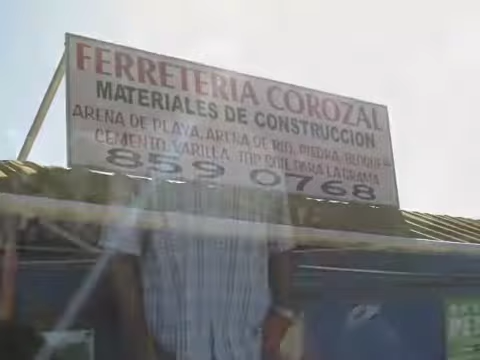 FERRETERIA COROZAL
MATERIALES DE CONSTRUCCION
ARENA DE PLAYA, ARENA DE RIO, PIEDRA, BLOQUE
CEMENTO, VARILLA, TOP SOIL PARA LA GRAMA
859 0768